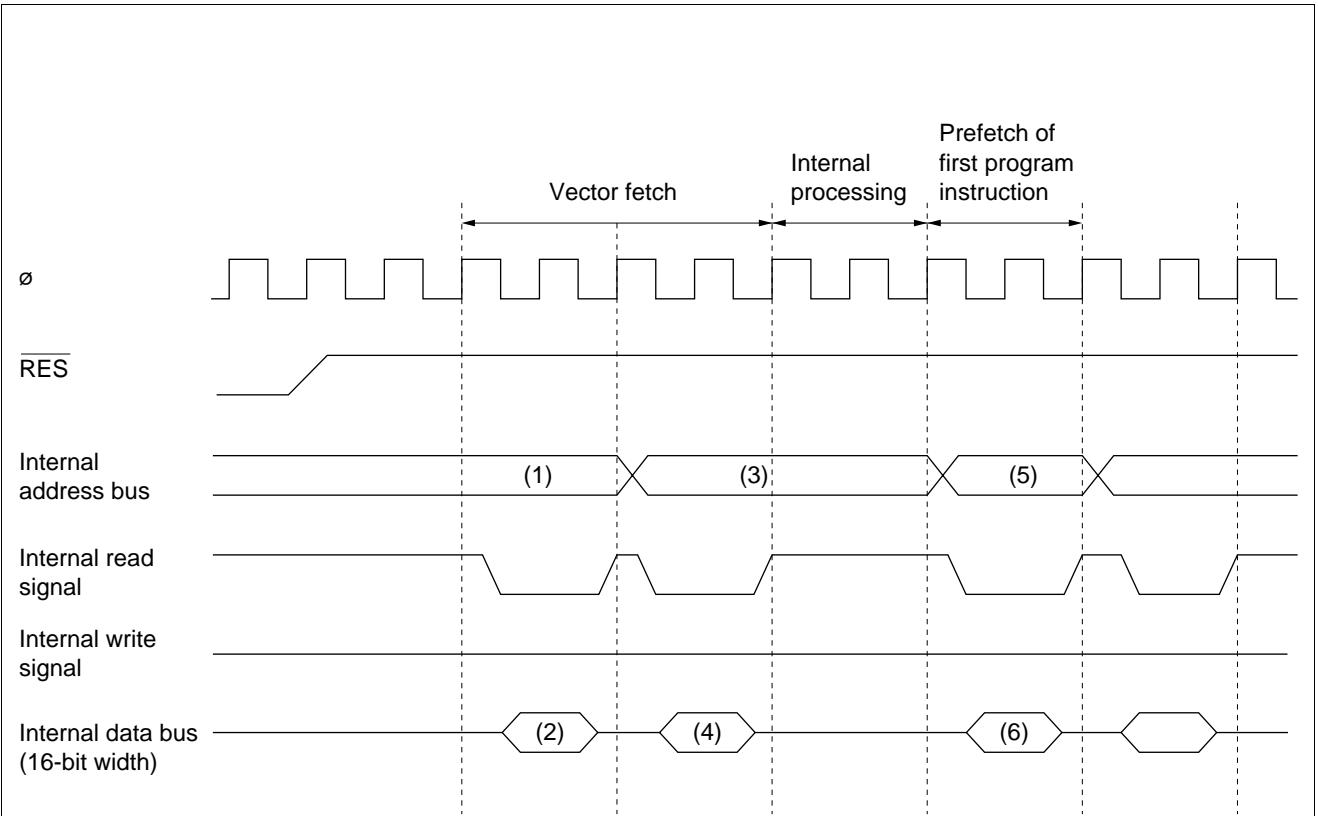 Prefetch of
first program
instruction
Internal
processing
Vector fetch
ø
RES
Internal
address bus
(1)
(3)
(5)
Internal read
signal
Internal write
signal
Internal data bus
(16-bit width)
(2)
(4)
(6)